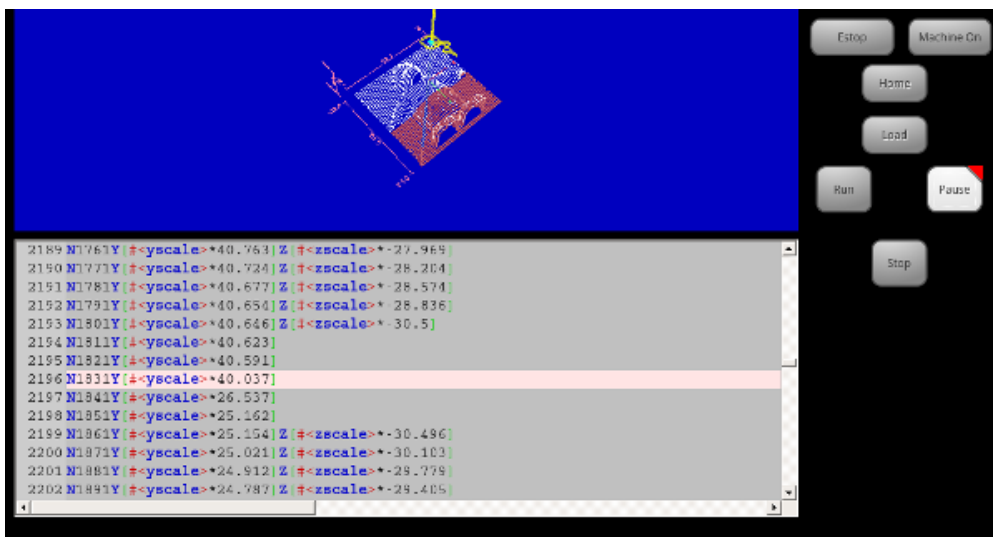 Estop
Machine On
Home
Load
Run
Pause
Stop
2189 N1761Y[#<yscale>*40.763]Z[#<zscale>*-27.969]
2190 N1771Y[#<yscale>*40.724]Z[#<zscale>*-28.204]
2191 N1781Y[#<yscale>*40.677]Z[#<zscale>*-28.574]
2192 N1791Y[#<yscale>*40.654]Z[#<zscale>*-28.836]
2193 N1801Y[#<yscale>*40.646]Z[#<zscale>*-30.5]
2194 N1811Y[#<yscale>*40.623]
2195 N1821Y[#<yscale>*40.591]
2196 N1831Y[#<yscale>*40.037]
2197 N1841Y[#<yscale>*26.537]
2198 N1851Y[#<yscale>*25.162]
2199 N1861Y[#<yscale>*25.154]Z[#<zscale>*-30.496]
2200 N1871Y[#<yscale>*25.021]Z[#<zscale>*-30.103]
2201 N1881Y[#<yscale>*24.912]Z[#<zscale>*-29.779]
2202 N1891Y[#<yscale>*24.787]Z[#<zscale>*-29.405]